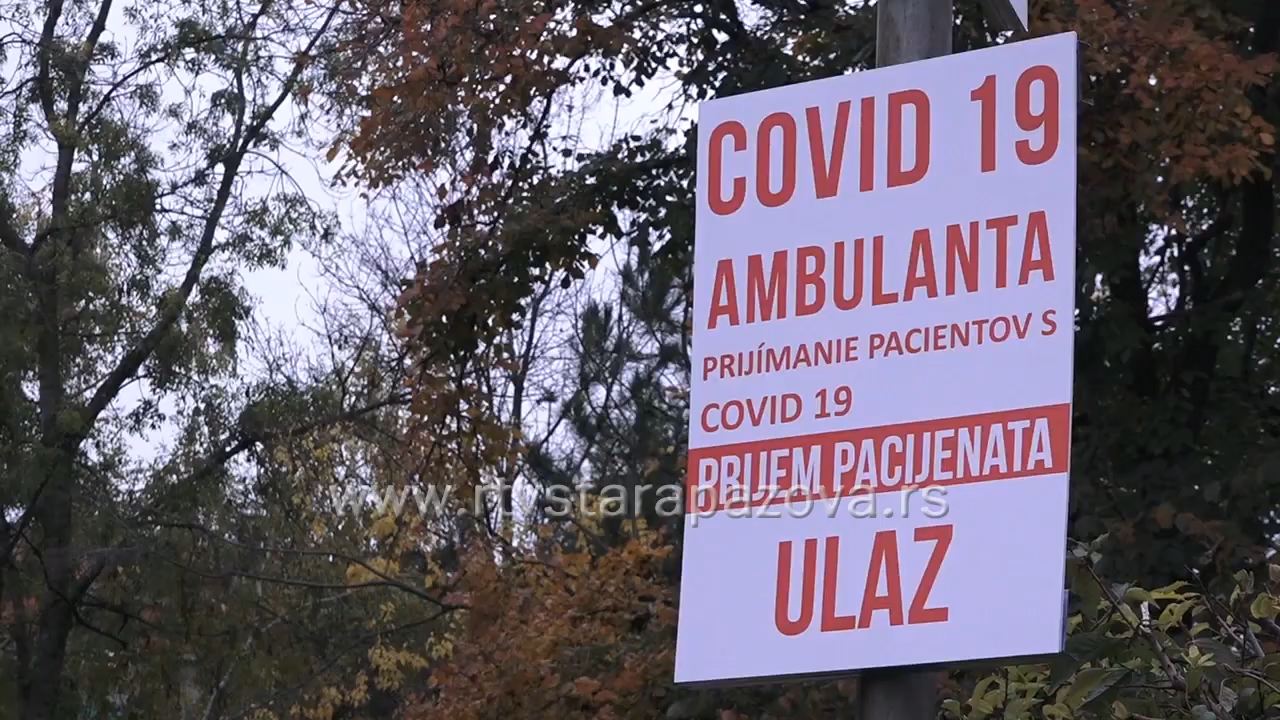 COVID 19
AMBULANTA
PRIJÍMANIE PACIENTOV S
COVID 19
PRIJEM PACIJENATA
www.rtvstarapazova.rs
ULAZ